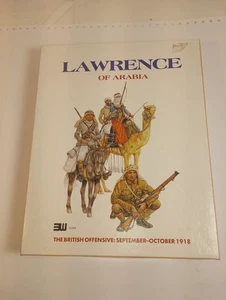 LAWRENCE
OF ARABIA
3W
THE BRITISH OFFENSIVE: SEPTEMBER-OCTOBER 1918